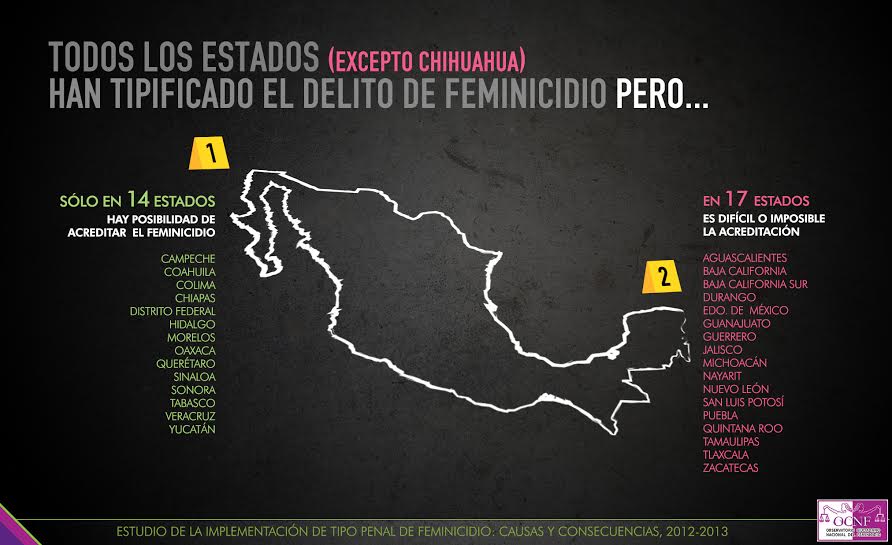 TODOS LOS ESTADOS (EXCEPTO CHIHUAHUA)
HAN TIPIFICADO EL DELITO DE FEMINICIDIO PERO...
1
SÓLO EN 14 ESTADOS
HAY POSIBILIDAD DE
ACREDITAR EL FEMINICIDIO
CAMPECHE
COAHUILA
COLIMA
CHIAPAS
DISTRITO FEDERAL
HIDALGO
MORELOS
OAXACA
QUERÉTARO
SINALOA
SONORA
TABASCO
VERACRUZ
YUCATÁN
2
EN 17 ESTADOS
ES DIFÍCIL O IMPOSIBLE
LA ACREDITACIÓN
AGUASCALIENTES
BAJA CALIFORNIA
BAJA CALIFORNIA SUR
DURANGO
EDO. DE MÉXICO
GUANAJUATO
GUERRERO
JALISCO
MICHOACÁN
NAYARIT
NUEVO LEÓN
SAN LUIS POTOSÍ
PUEBLA
QUINTANA ROO
TAMAULIPAS
TLAXCALA
ZACATECAS
ESTUDIO DE LA IMPLEMENTACIÓN DE TIPO PENAL DE FEMINICIDIO: CAUSAS Y CONSECUENCIAS, 2012-2013
OCNF
OBSERVATORIO CIUDADANO
NACIONAL DEL FEMINICIDIO